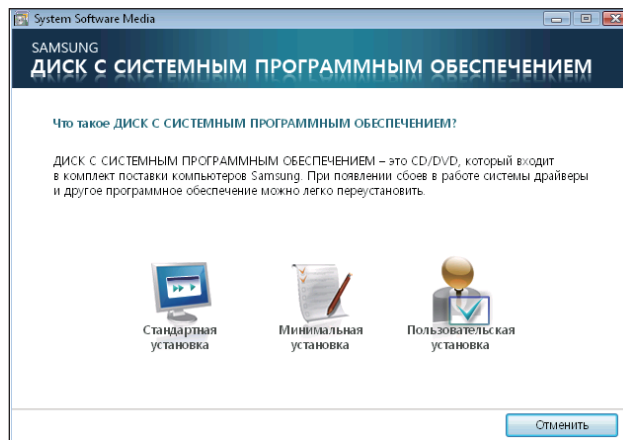 System Software Media
SAMSUNG
ДИСК С СИСТЕМНЫМ ПРОГРАММНЫМ ОБЕСПЕЧЕНИЕМ
Что такое ДИСК С СИСТЕМНЫМ ПРОГРАММНЫМ ОБЕСПЕЧЕНИЕМ?
ДИСК С СИСТЕМНЫМ ПРОГРАММНЫМ ОБЕСПЕЧЕНИЕМ – это CD/DVD, который входит
в комплект поставки компьютеров Samsung. При появлении сбоев в работе системы драйверы
и другое программное обеспечение можно легко переустановить.
Стандартная
установка
Минимальная
установка
Пользовательская
установка
Отменить